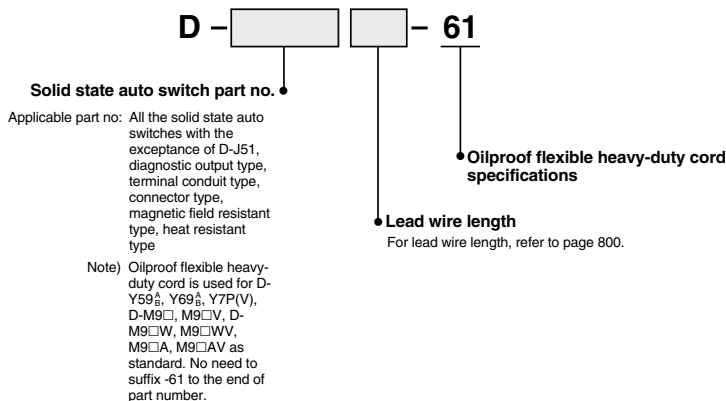 D – – 61
Solid state auto switch part no.
Applicable part no: All the solid state auto
switches with the
exceptance of D-J51,
diagnostic output type,
terminal conduit type,
connector type,
magnetic field resistant
type, heat resistant
type
Note) Oilproof flexible heavy-
duty cord is used for D-
Y59A/B, Y69A/B, Y7P(V),
D-M9□, M9□V, D-
M9□W, M9□WV,
M9□A, M9□AV as
standard. No need to
suffix -61 to the end of
part number.
Oilproof flexible heavy-duty cord
specifications
Lead wire length
For lead wire length, refer to page 800.